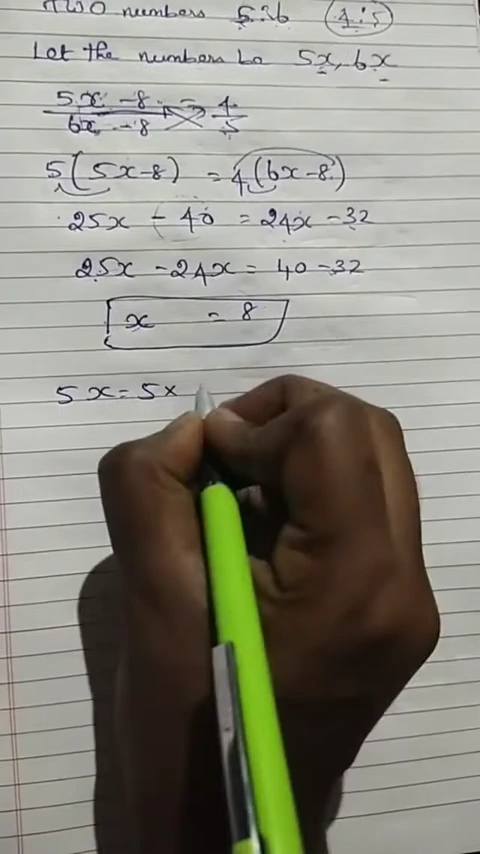 Two numbers 5:6 4:5
Let the numbers be 5x, 6x
5x - 8 / 6x - 8 = 4/5
5(5x-8) = 4(6x-8)
25x - 40 = 24x - 32
25x - 24x = 40 - 32
x = 8
5x = 5×